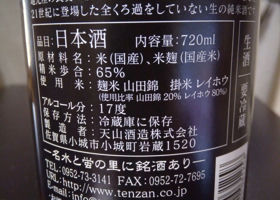 21世紀に登場した全くろ過をしていない生の純米酒です
品目:日本酒 内容量:720ml
原材料名:米(国産)、米麹(国産米)
精米歩合:65%
使用米:麹米 山田錦 掛米 レイホウ
(使用比率 山田錦 20% レイホウ 80%)
アルコール分:17度
保存方法:冷蔵庫に保存
製造者:天山酒造株式会社
佐賀県小城市小城町岩蔵1520
―名水と蛍の里に銘酒あり―
TEL.0952-73-3141 FAX.0952-72-7695
URL:http://www.tenzan.co.jp
生酒
要冷蔵